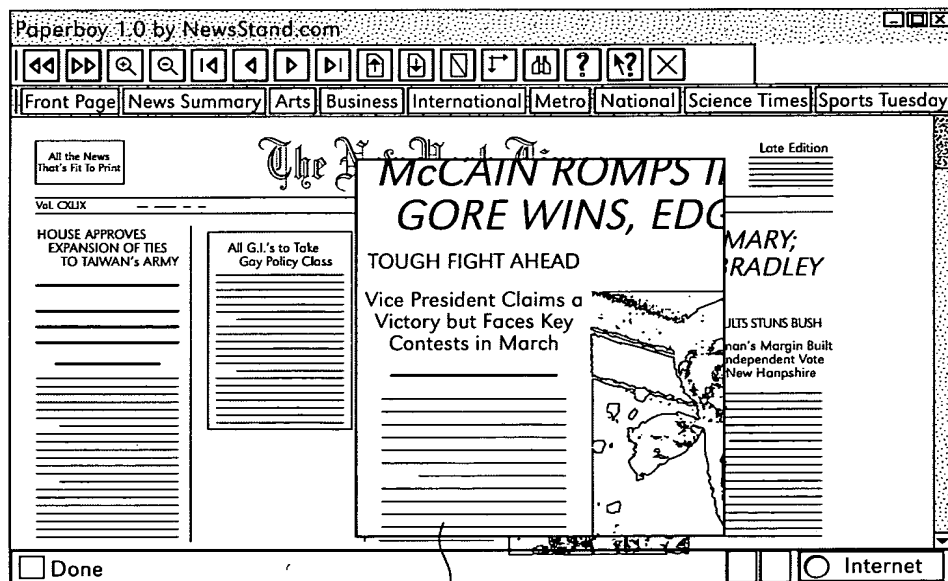 Paperboy 1.0 by NewsStand.com
Front Page News Summary Arts Business International Metro National Science Times Sports Tuesday
All the News
That's Fit To Print
The
Late Edition
Vol. CXLIX
HOUSE APPROVES
EXPANSION OF TIES
TO TAIWAN'S ARMY
All G.I.'s to Take
Gay Policy Class
McCAIN ROMPS
GORE WINS, EDG
TOUGH FIGHT AHEAD
Vice President Claims a
Victory but Faces Key
Contests in March
MARY;
BRADLEY
ULTS STUNS BUSH
nan's Margin Built
ndependent Vote
New Hanpshire
Done
Internet